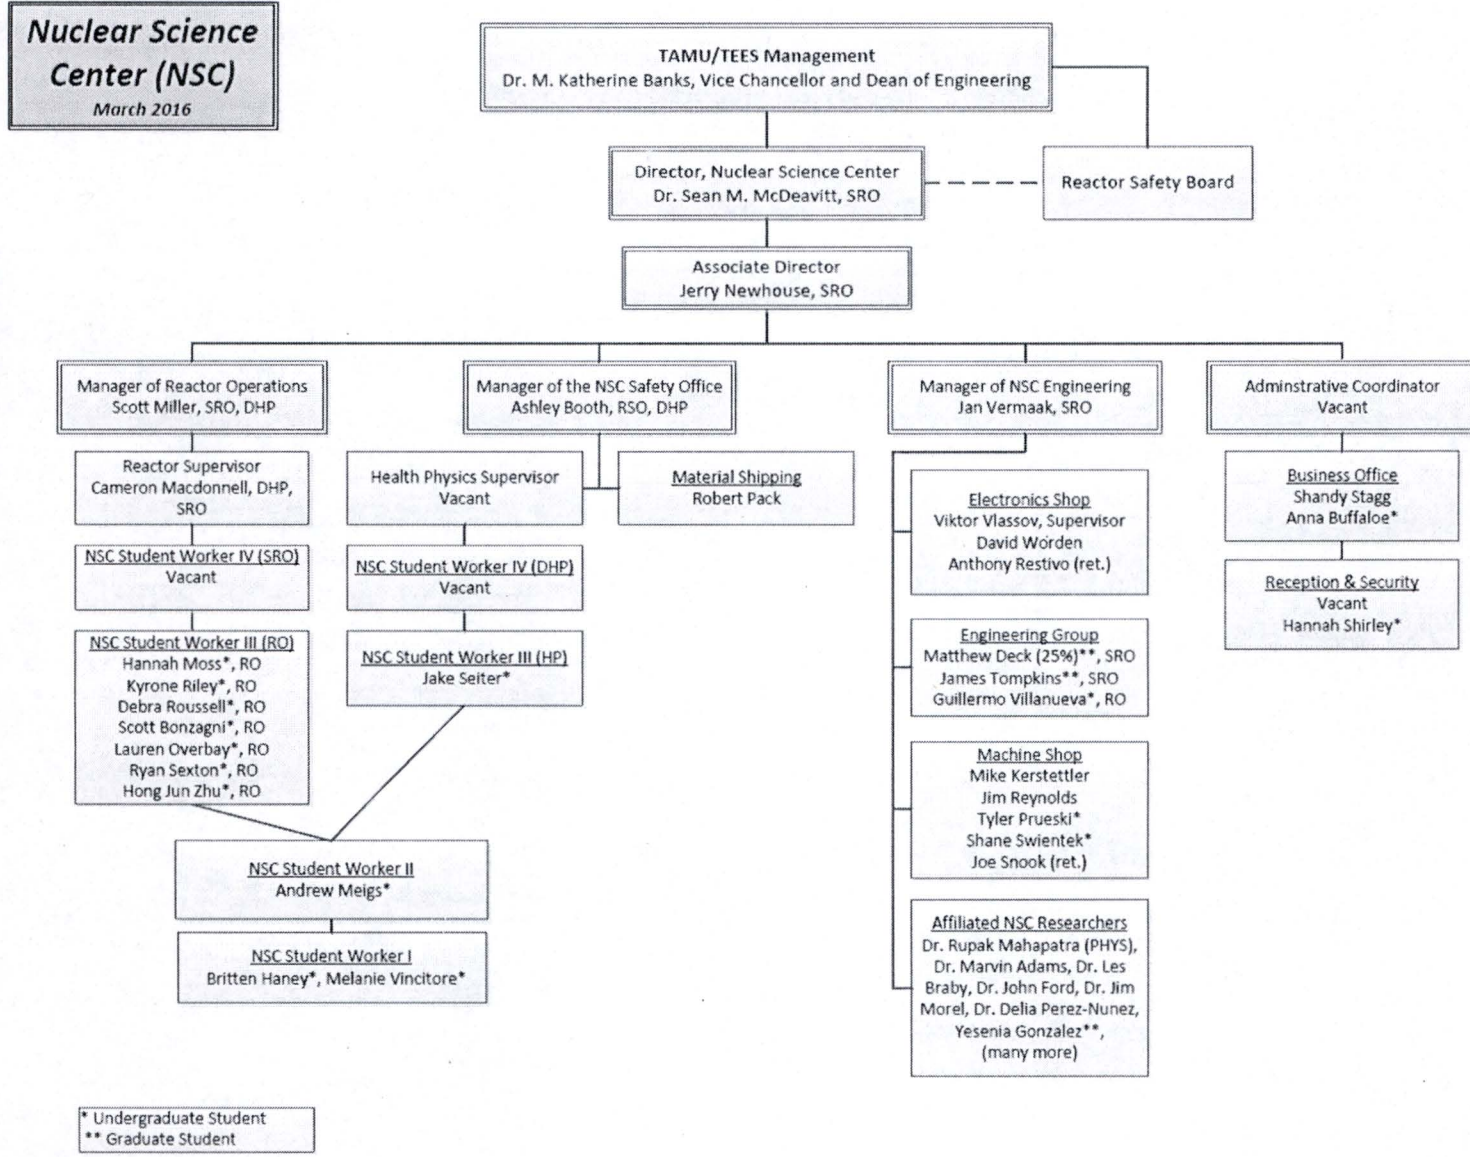 Nuclear Science
Center (NSC)
March 2016
TAMU/TEES Management
Dr. M. Katherine Banks, Vice Chancellor and Dean of Engineering
Director, Nuclear Science Center
Dr. Sean M. McDeavitt, SRO
Reactor Safety Board
Associate Director
Jerry Newhouse, SRO
Manager of Reactor Operations
Scott Miller, SRO, DHP
Manager of the NSC Safety Office
Ashley Booth, RSO, DHP
Manager of NSC Engineering
Jan Vermaak, SRO
Adminstrative Coordinator
Vacant
Reactor Supervisor
Cameron Macdonnell, DHP,
SRO
Health Physics Supervisor
Vacant
Material Shipping
Robert Pack
Electronics Shop
Viktor Vlassov, Supervisor
David Worden
Anthony Restivo (ret.)
Business Office
Shandy Stagg
Anna Buffaloe*
NSC Student Worker IV (SRO)
Vacant
NSC Student Worker IV (DHP)
Vacant
Reception & Security
Vacant
Hannah Shirley*
NSC Student Worker III (RO)
Hannah Moss*, RO
Kyrone Riley*, RO
Debra Roussell*, RO
Scott Bonzagni*, RO
Lauren Overbay*, RO
Ryan Sexton*, RO
Hong Jun Zhu*, RO
NSC Student Worker III (HP)
Jake Seiter*
Engineering Group
Matthew Deck (25%)**, SRO
James Tompkins**, SRO
Guillermo Villanueva*, RO
Machine Shop
Mike Kerstettler
Jim Reynolds
Tyler Prueski*
Shane Swientek*
Joe Snook (ret.)
NSC Student Worker II
Andrew Meigs*
NSC Student Worker I
Britten Haney*, Melanie Vincitore*
Affiliated NSC Researchers
Dr. Rupak Mahapatra (PHYS),
Dr. Marvin Adams, Dr. Les
Braby, Dr. John Ford, Dr. Jim
Morel, Dr. Delia Perez-Nunez,
Yesenia Gonzalez**,
(many more)
* Undergraduate Student
** Graduate Student